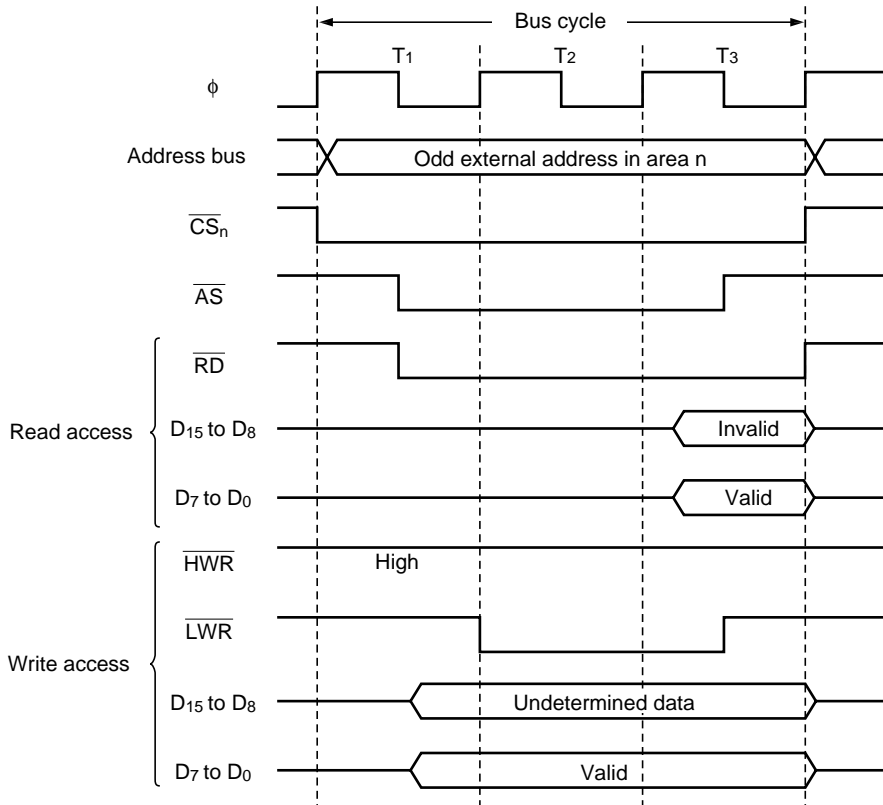 Bus cycle
T1 T2 T3
ϕ
Address bus Odd external address in area n
CSn
AS
RD
Read access D15 to D8 Invalid
D7 to D0 Valid
HWR High
LWR
Write access D15 to D8 Undetermined data
D7 to D0 Valid